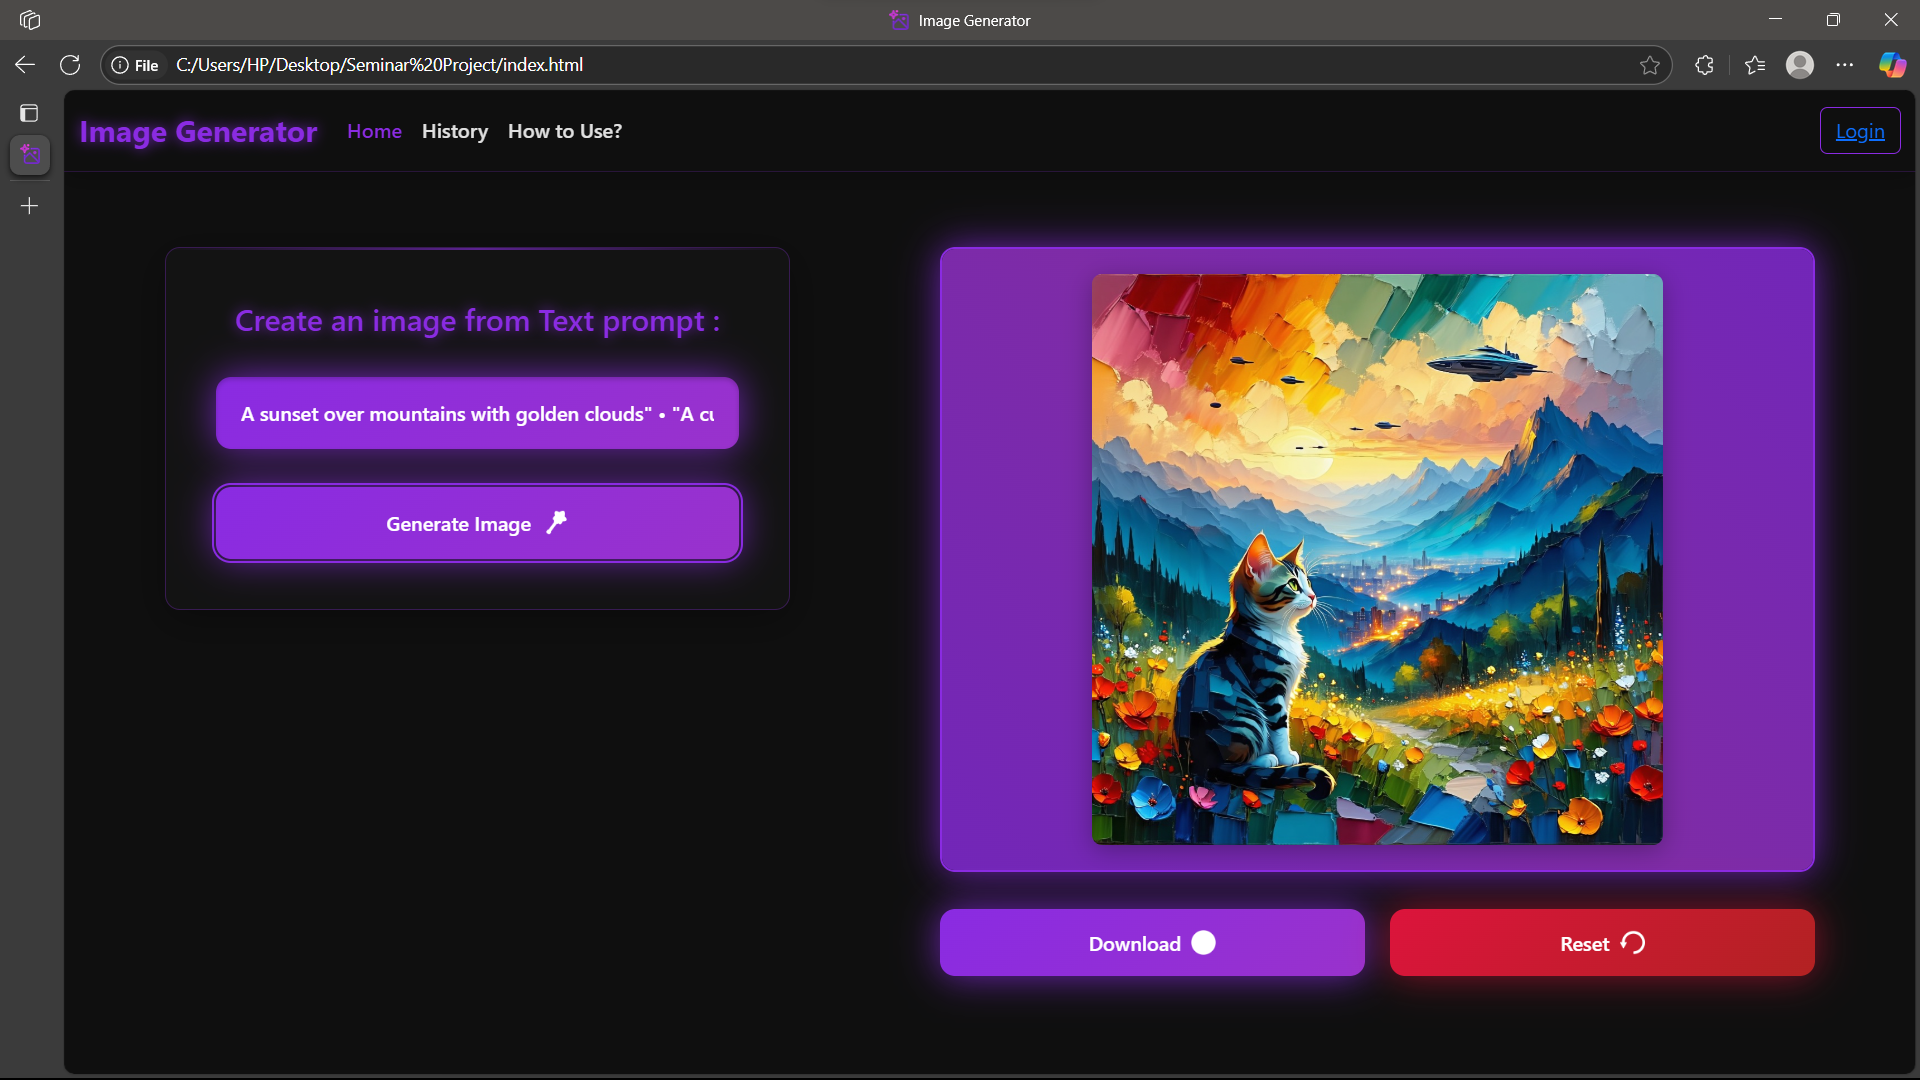 Image Generator
File C:/Users/HP/Desktop/Seminar%20Project/index.html
Image Generator Home History How to Use? Login
Create an image from Text prompt :
A sunset over mountains with golden clouds" • "A cu
Generate Image
Download Reset